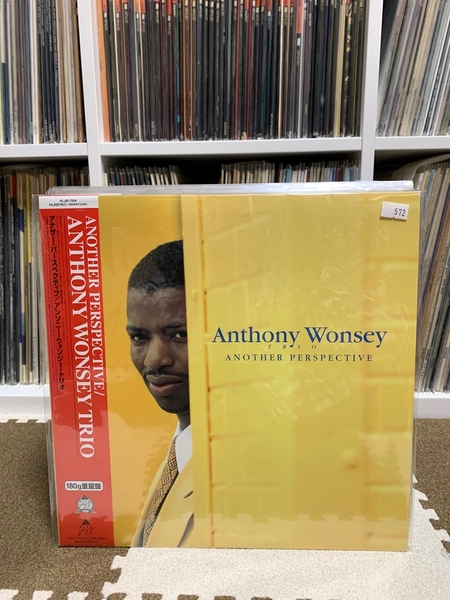 ANOTHER PERSPECTIVE/
ANTHONY WONSEY TRIO
アナザー・パースペクティブ/アンソニー・ウォンジー・トリオ
180g重量盤
572
Anthony Wonsey
TRIO
ANOTHER PERSPECTIVE